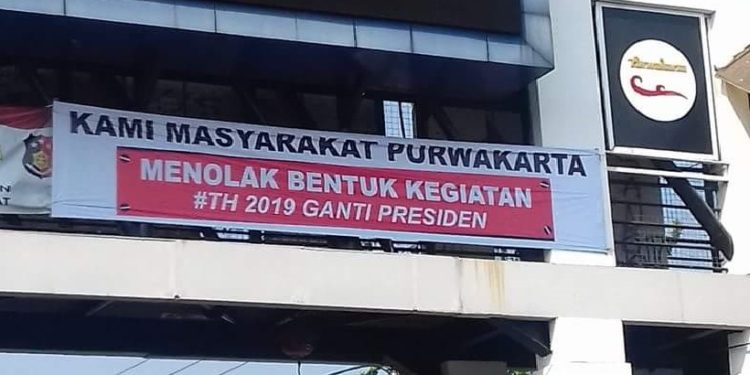 KAMI MASYARAKAT PURWAKARTA
MENOLAK BENTUK KEGIATAN
#TH 2019 GANTI PRESIDEN